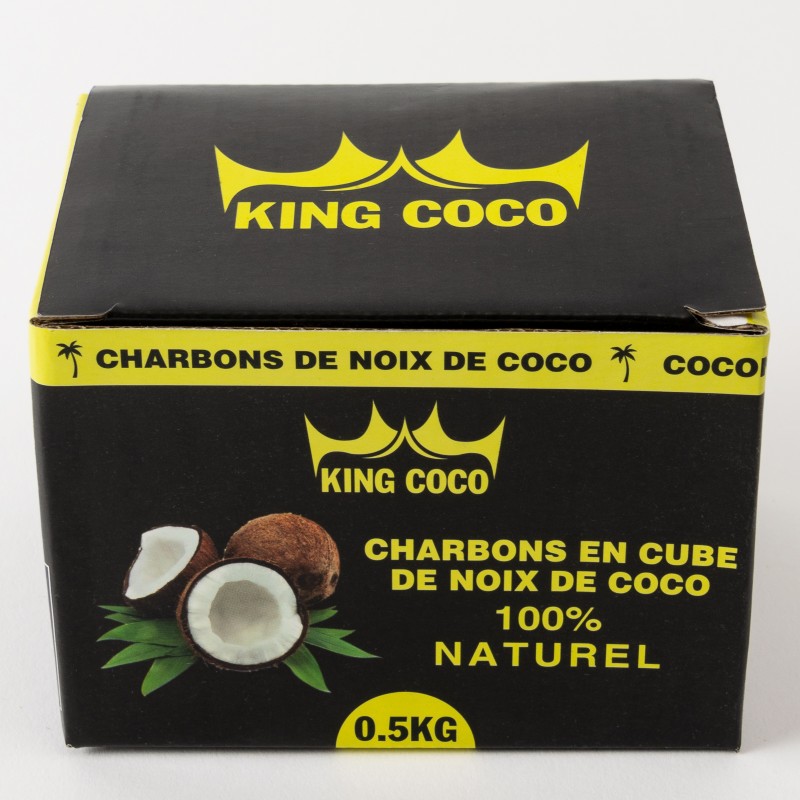 KING COCO
CHARBONS DE NOIX DE COCO
KING COCO
CHARBONS EN CUBE
DE NOIX DE COCO
100%
NATUREL
0.5KG